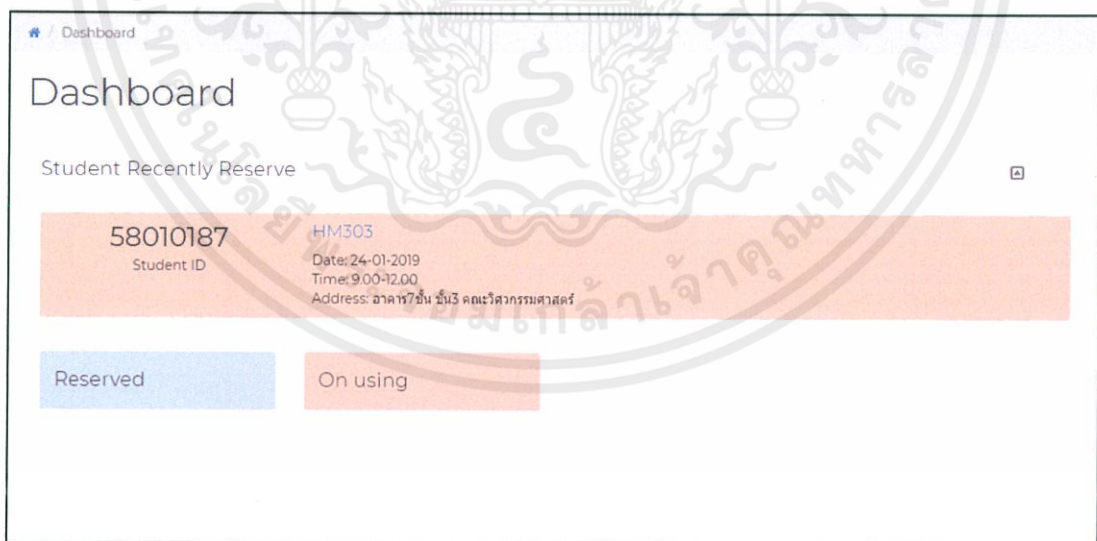 / Dashboard
Dashboard
Student Recently Reserve
58010187
Student ID
HM303
Date: 24-01-2019
Time: 9.00-12.00
Address: อาคาร7ชั้น ชั้น3 คณะวิศวกรรมศาสตร์
Reserved
On using